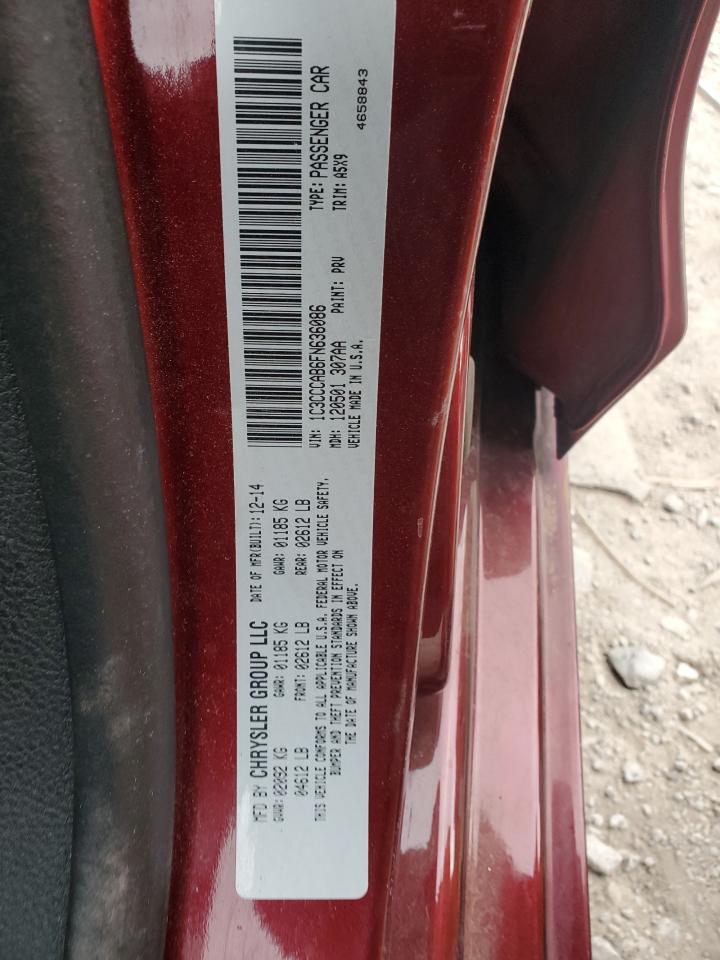 MFD BY CHRYSLER GROUP LLC DATE OF MFR(BUILT): 12-14
GVWR: 02092 KG GAWR: 01185 KG GAWR: 01185 KG
04612 LB FRONT: 02612 LB REAR: 02612 LB
THIS VEHICLE CONFORMS TO ALL APPLICABLE U.S.A. FEDERAL MOTOR VEHICLE SAFETY,
BUMPER AND THEFT PREVENTION STANDARDS IN EFFECT ON
THE DATE OF MANUFACTURE SHOWN ABOVE.
VIN: 1C3CCCAB6FN636086 TYPE: PASSENGER CAR
MDH: 120501 307AA PAINT: PRV TRIM: A5X9
VEHICLE MADE IN U.S.A. 4658843